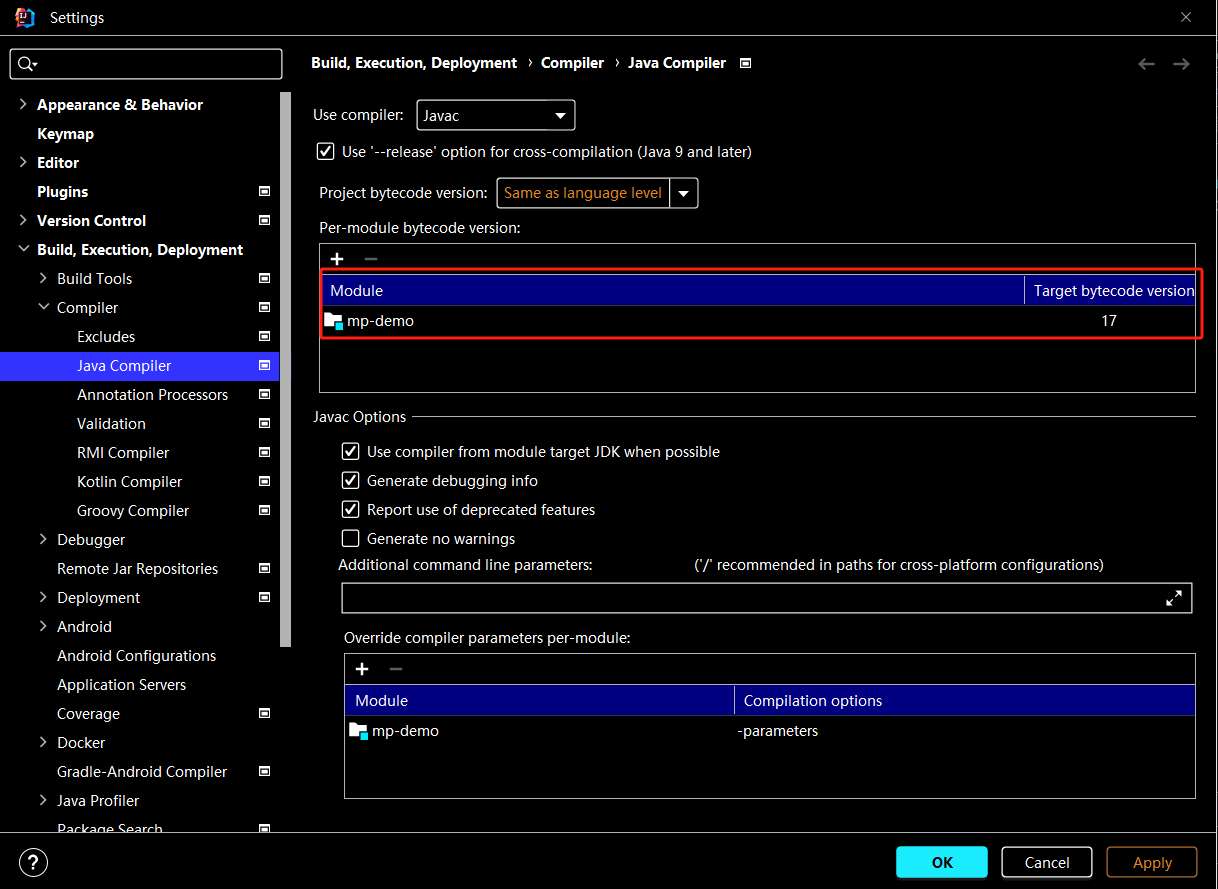 Settings
Appearance & Behavior
Keymap
Editor
Plugins
Version Control
Build, Execution, Deployment
Build Tools
Compiler
Excludes
Java Compiler
Annotation Processors
Validation
RMI Compiler
Kotlin Compiler
Groovy Compiler
Debugger
Remote Jar Repositories
Deployment
Android
Android Configurations
Application Servers
Coverage
Docker
Gradle-Android Compiler
Java Profiler
Package Search
Build, Execution, Deployment › Compiler › Java Compiler
Use compiler: Javac
Use '--release' option for cross-compilation (Java 9 and later)
Project bytecode version: Same as language level
Per-module bytecode version:
Module Target bytecode version
mp-demo 17
Javac Options
Use compiler from module target JDK when possible
Generate debugging info
Report use of deprecated features
Generate no warnings
Additional command line parameters: ('/' recommended in paths for cross-platform configurations)
Override compiler parameters per-module:
Module Compilation options
mp-demo -parameters
? OK Cancel Apply